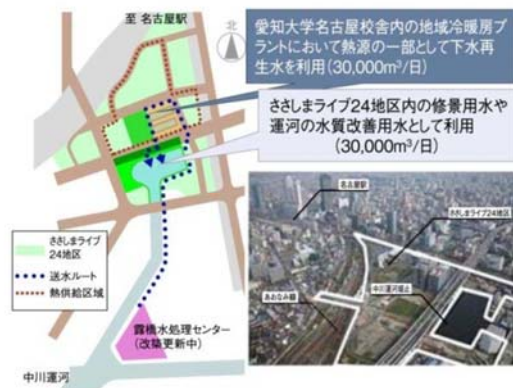 至 名古屋駅
北
愛知大学名古屋校舎内の地域冷暖房プ
ラントにおいて熱源の一部として下水再
生水を利用(30,000m³/日)
ささしまライブ24地区内の修景用水や
運河の水質改善用水として利用
(30,000m³/日)
ささしまライブ
24地区
送水ルート
熱供給区域
露橋水処理センター
(改築更新中)
中川運河
名古屋駅
ささしまライブ24地区
あおなみ線
中川運河堀止